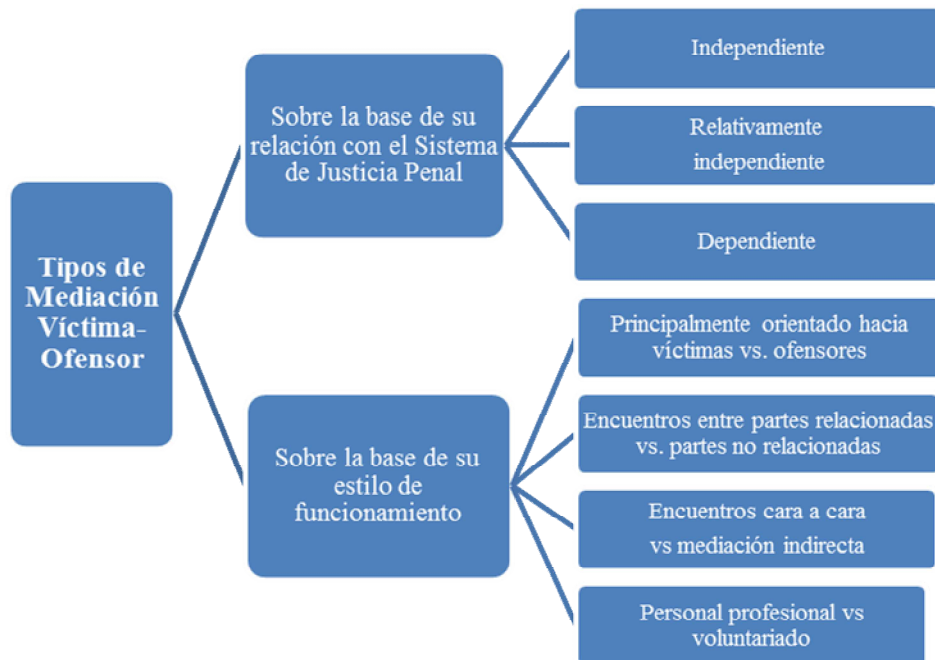 Tipos de
Mediación
Víctima-
Ofensor
Sobre la base de su
relación con el Sistema
de Justicia Penal
Independiente
Relativamente
independiente
Dependiente
Sobre la base de su
estilo de
funcionamiento
Principalmente orientado hacia
víctimas vs. ofensores
Encuentros entre partes relacionadas
vs. partes no relacionadas
Encuentros cara a cara
vs mediación indirecta
Personal profesional vs
voluntariado